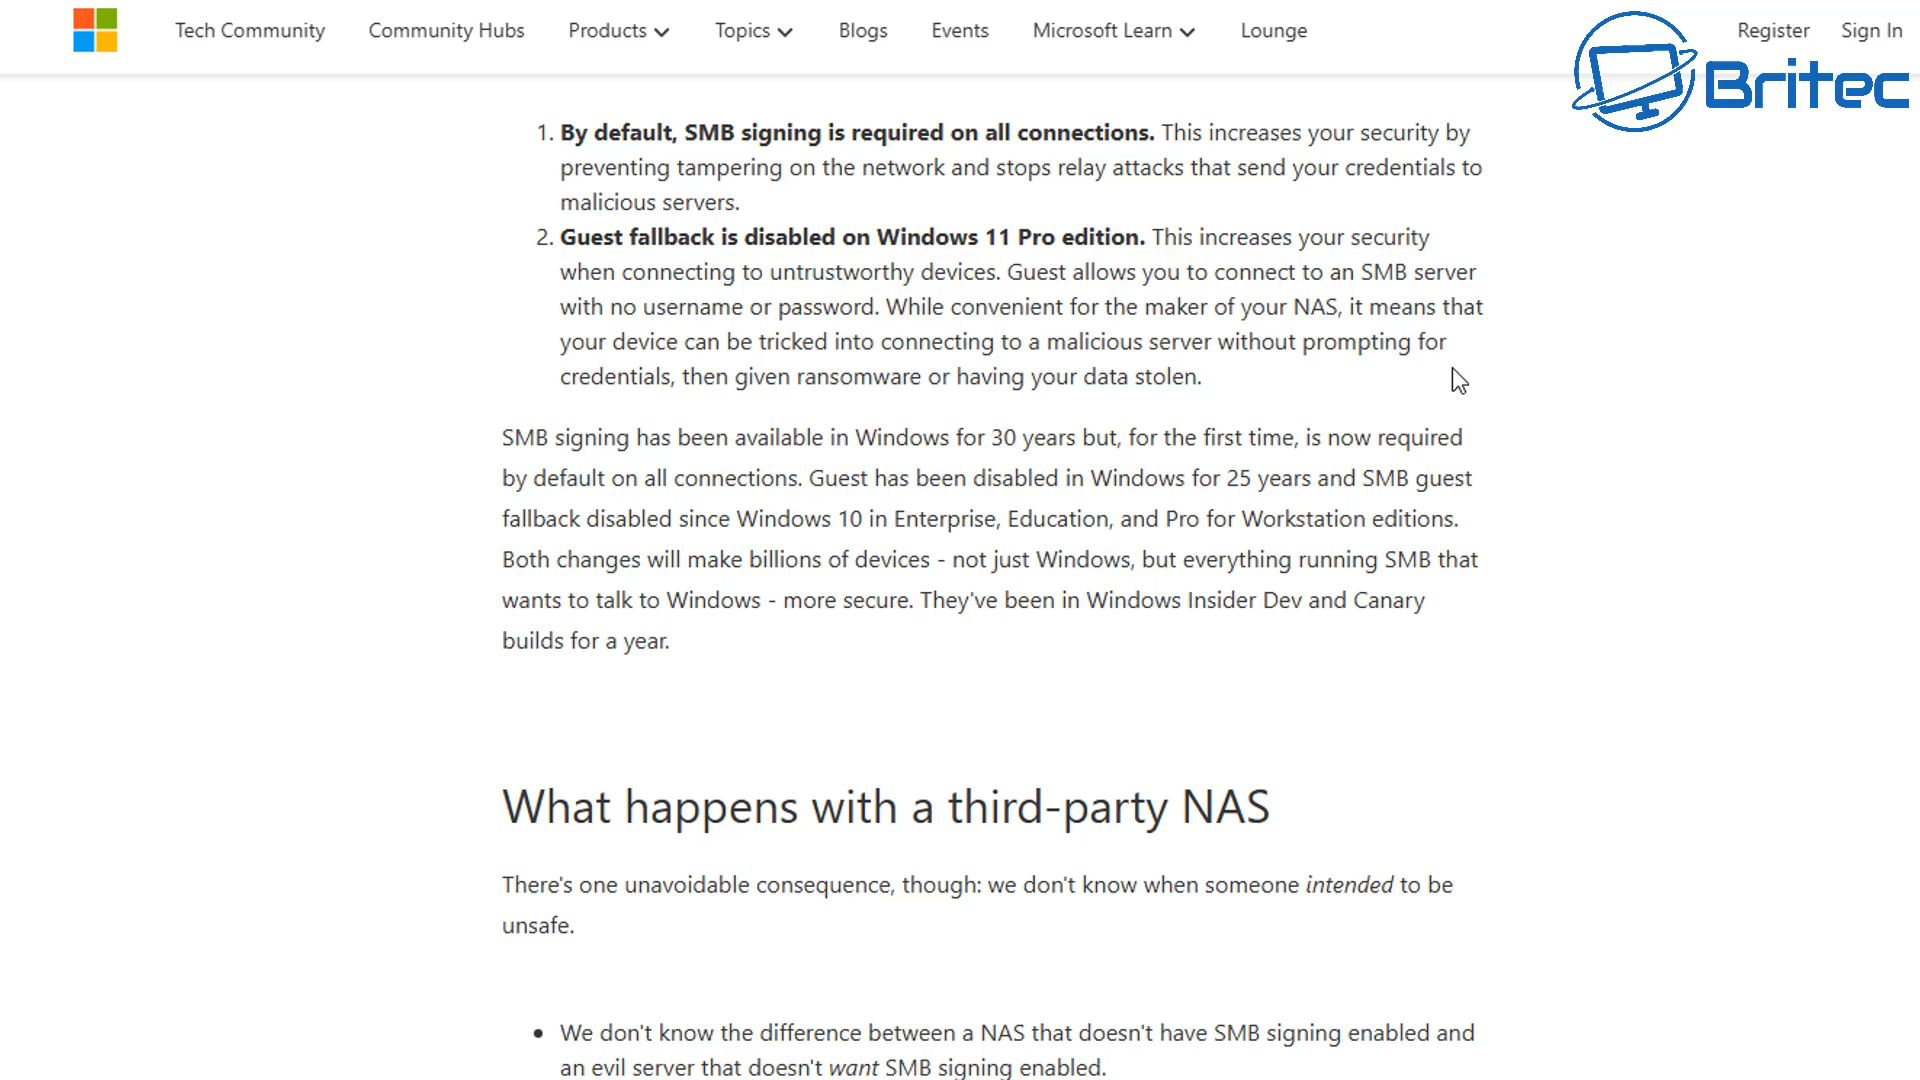 Tech Community Community Hubs Products Topics Blogs Events Microsoft Learn Lounge Register Sign In
Britec
1. By default, SMB signing is required on all connections. This increases your security by
preventing tampering on the network and stops relay attacks that send your credentials to
malicious servers.
2. Guest fallback is disabled on Windows 11 Pro edition. This increases your security
when connecting to untrustworthy devices. Guest allows you to connect to an SMB server
with no username or password. While convenient for the maker of your NAS, it means that
your device can be tricked into connecting to a malicious server without prompting for
credentials, then given ransomware or having your data stolen.
SMB signing has been available in Windows for 30 years but, for the first time, is now required
by default on all connections. Guest has been disabled in Windows for 25 years and SMB guest
fallback disabled since Windows 10 in Enterprise, Education, and Pro for Workstation editions.
Both changes will make billions of devices - not just Windows, but everything running SMB that
wants to talk to Windows - more secure. They've been in Windows Insider Dev and Canary
builds for a year.
What happens with a third-party NAS
There's one unavoidable consequence, though: we don't know when someone intended to be
unsafe.
• We don't know the difference between a NAS that doesn't have SMB signing enabled and
an evil server that doesn't want SMB signing enabled.